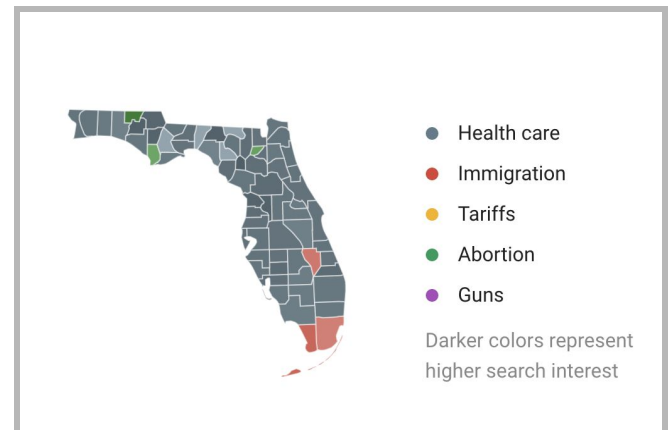 Health care
Immigration
Tariffs
Abortion
Guns
Darker colors represent
higher search interest